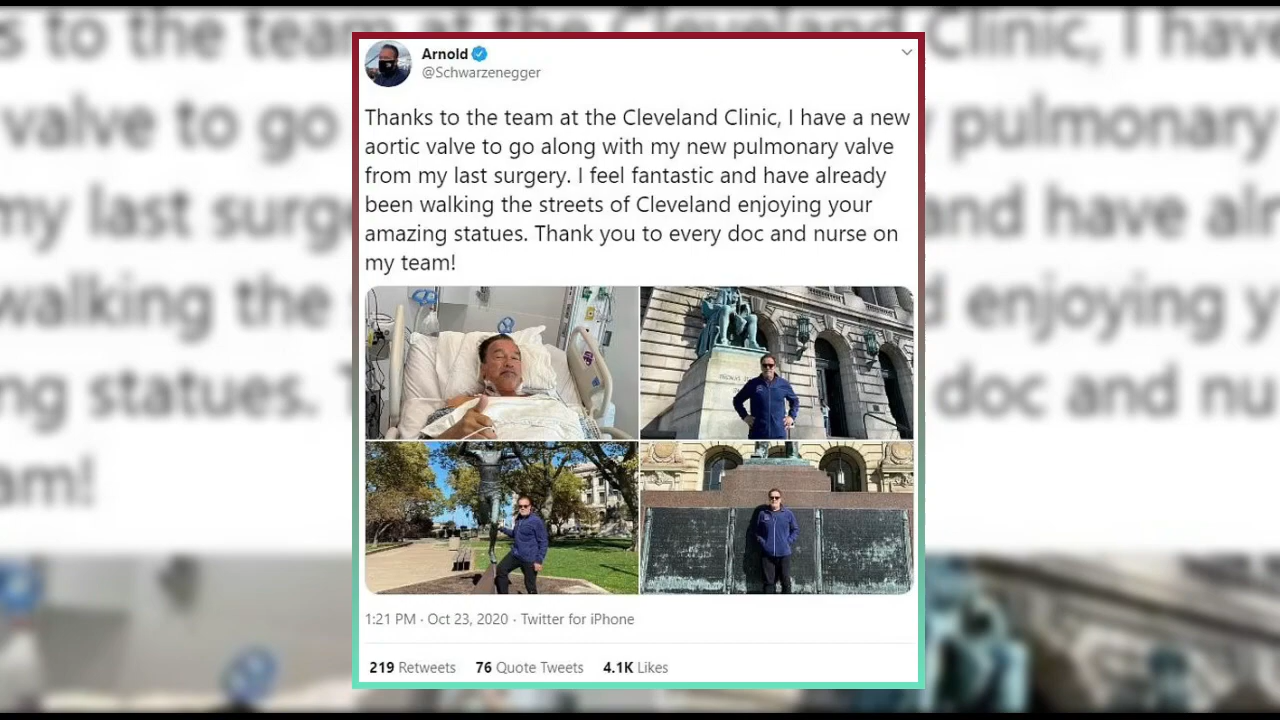 Arnold
@Schwarzenegger
Thanks to the team at the Cleveland Clinic, I have a new
aortic valve to go along with my new pulmonary valve
from my last surgery. I feel fantastic and have already
been walking the streets of Cleveland enjoying your
amazing statues. Thank you to every doc and nurse on
my team!
1:21 PM · Oct 23, 2020 · Twitter for iPhone
219 Retweets 76 Quote Tweets 4.1K Likes